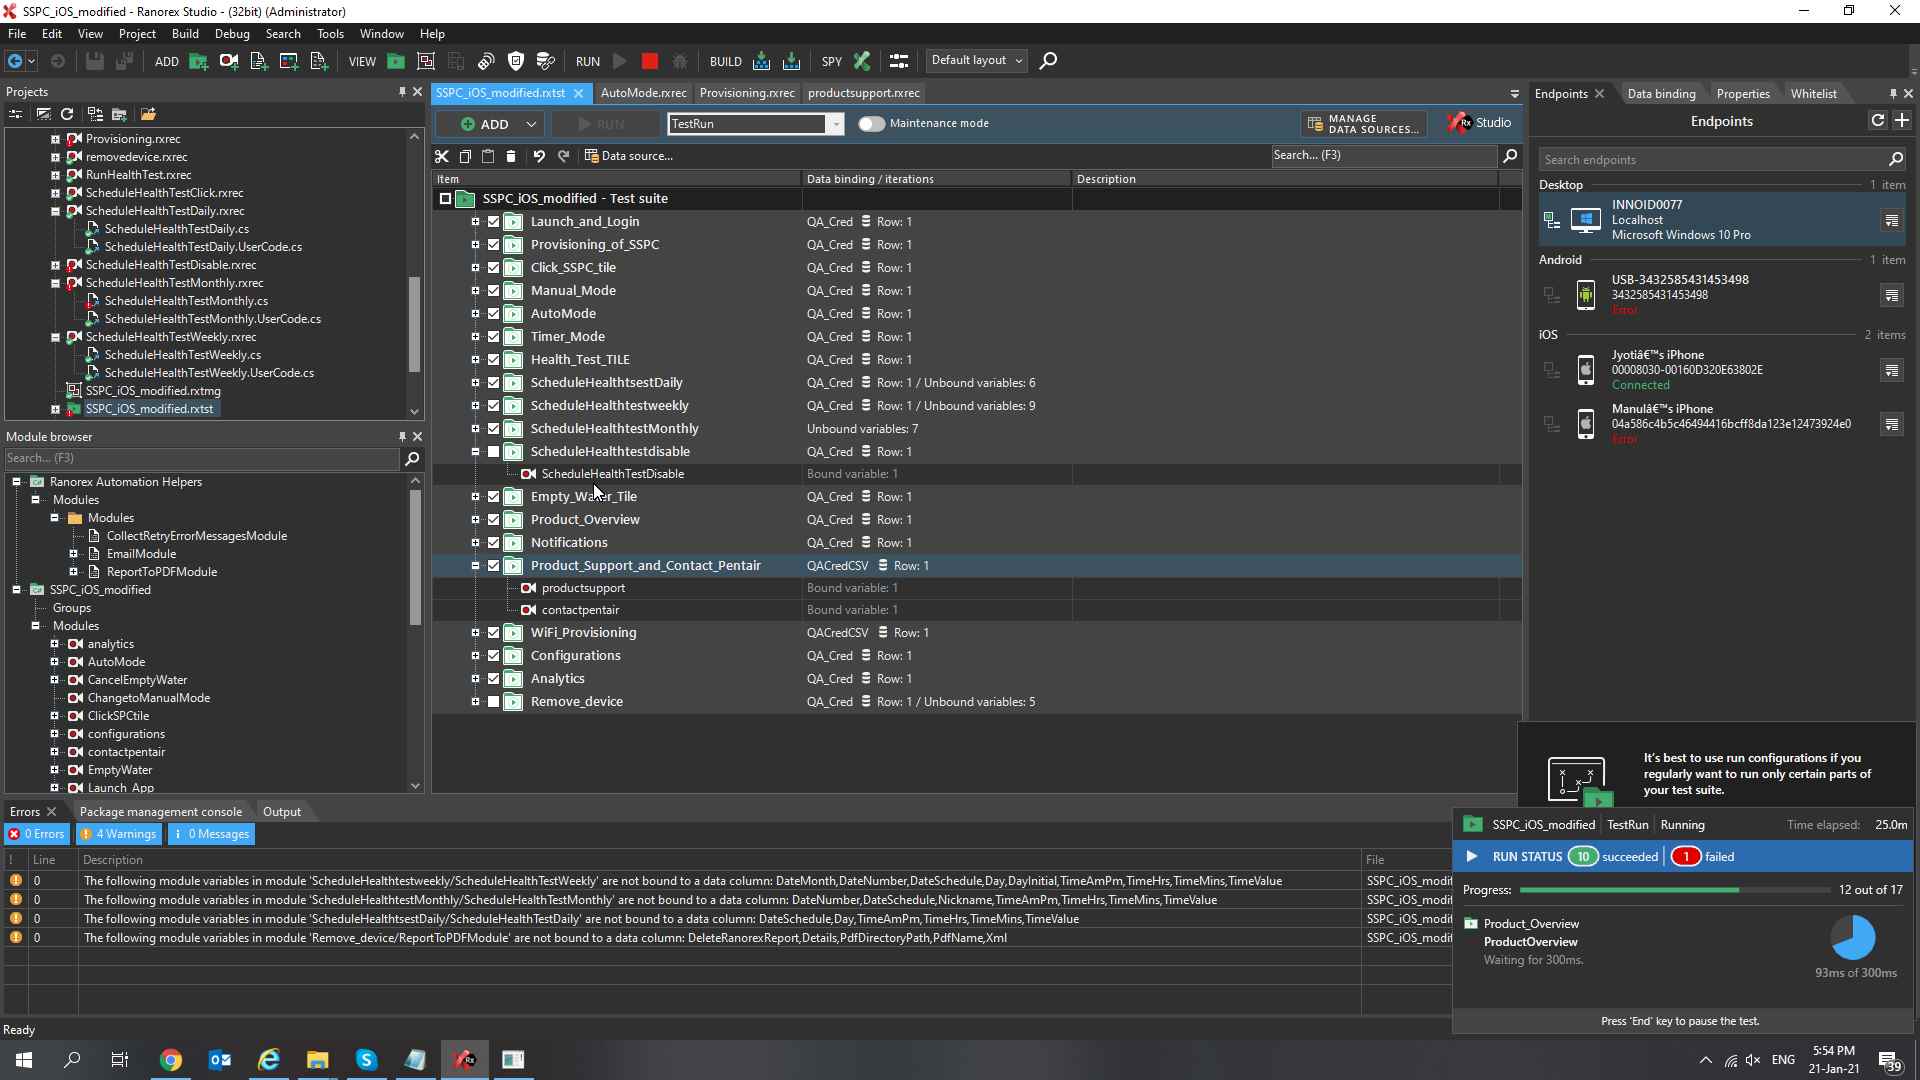 SSPC_iOS_modified - Ranorex Studio - (32bit) (Administrator)
File Edit View Project Build Debug Search Tools Window Help
ADD VIEW RUN BUILD SPY Default layout
Projects
Provisioning.rxrec
removedevice.rxrec
RunHealthTest.rxrec
ScheduleHealthTestClick.rxrec
ScheduleHealthTestDaily.rxrec
ScheduleHealthTestDaily.cs
ScheduleHealthTestDaily.UserCode.cs
ScheduleHealthTestDisable.rxrec
ScheduleHealthTestMonthly.rxrec
ScheduleHealthTestMonthly.cs
ScheduleHealthTestMonthly.UserCode.cs
ScheduleHealthTestWeekly.rxrec
ScheduleHealthTestWeekly.cs
ScheduleHealthTestWeekly.UserCode.cs
SSPC_iOS_modified.rxtmg
SSPC_iOS_modified.rxtst
Module browser
Search... (F3)
Ranorex Automation Helpers
Modules
Modules
CollectRetryErrorMessagesModule
EmailModule
ReportToPDFModule
SSPC_iOS_modified
Groups
Modules
analytics
AutoMode
CancelEmptyWater
ChangetoManualMode
ClickSPCtile
configurations
contactpentair
EmptyWater
Launch_App
SSPC_iOS_modified.rxtst AutoMode.rxrec Provisioning.rxrec productsupport.rxrec
ADD RUN TestRun Maintenance mode MANAGE DATA SOURCES... Rx Studio
Data source... Search... (F3)
Item Data binding / iterations Description
SSPC_iOS_modified - Test suite
Launch_and_Login QA_Cred Row: 1
Provisioning_of_SSPC QA_Cred Row: 1
Click_SSPC_tile QA_Cred Row: 1
Manual_Mode QA_Cred Row: 1
AutoMode QA_Cred Row: 1
Timer_Mode QA_Cred Row: 1
Health_Test_TILE QA_Cred Row: 1
ScheduleHealthtsestDaily QA_Cred Row: 1 / Unbound variables: 6
ScheduleHealthtestweekly QA_Cred Row: 1 / Unbound variables: 9
ScheduleHealthtestMonthly Unbound variables: 7
ScheduleHealthtestdisable QA_Cred Row: 1
ScheduleHealthTestDisable Bound variable: 1
Empty_Water_Tile QA_Cred Row: 1
Product_Overview QA_Cred Row: 1
Notifications QA_Cred Row: 1
Product_Support_and_Contact_Pentair QACredCSV Row: 1
productsupport Bound variable: 1
contactpentair Bound variable: 1
WiFi_Provisioning QACredCSV Row: 1
Configurations QA_Cred Row: 1
Analytics QA_Cred Row: 1
Remove_device QA_Cred Row: 1 / Unbound variables: 5
Endpoints Data binding Properties Whitelist
Endpoints
Search endpoints
Desktop 1 item
INNOID0077
Localhost
Microsoft Windows 10 Pro
Android 1 item
USB-3432585431453498
3432585431453498
Error
iOS 2 items
Jyotiâ€™s iPhone
00008030-00160D320E63802E
Connected
Manulâ€™s iPhone
04a586c4b5c46494416bcff8da123e12473924e0
Error
It's best to use run configurations if you
regularly want to run only certain parts of
your test suite.
SSPC_iOS_modified TestRun Running Time elapsed: 25.0m
RUN STATUS 10 succeeded 1 failed
Progress: 12 out of 17
Product_Overview
ProductOverview
Waiting for 300ms.
93ms of 300ms
Press 'End' key to pause the test.
Errors Package management console Output
0 Errors 4 Warnings 0 Messages
! Line Description File
0 The following module variables in module 'ScheduleHealthtestweekly/ScheduleHealthTestWeekly' are not bound to a data column: DateMonth,DateNumber,DateSchedule,Day,DayInitial,TimeAmPm,TimeHrs,TimeMins,TimeValue SSPC_iOS_modif
0 The following module variables in module 'ScheduleHealthtestMonthly/ScheduleHealthTestMonthly' are not bound to a data column: DateNumber,DateSchedule,Nickname,TimeAmPm,TimeHrs,TimeMins,TimeValue SSPC_iOS_modif
0 The following module variables in module 'ScheduleHealthtsestDaily/ScheduleHealthTestDaily' are not bound to a data column: DateSchedule,Day,TimeAmPm,TimeHrs,TimeMins,TimeValue SSPC_iOS_modif
0 The following module variables in module 'Remove_device/ReportToPDFModule' are not bound to a data column: DeleteRanorexReport,Details,PdfDirectoryPath,PdfName,Xml SSPC_iOS_modif
Ready
ENG 5:54 PM
21-Jan-21
39